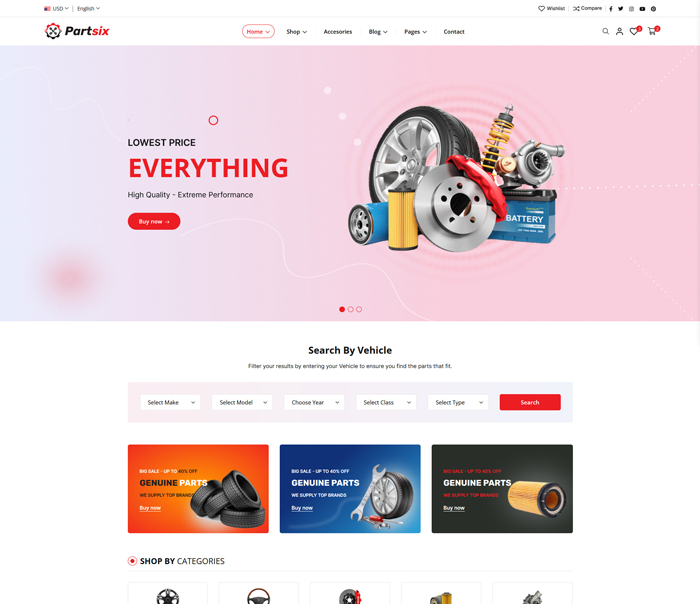 USD
English
Wishlist
Compare
Partsix
Home
Shop
Accesories
Blog
Pages
Contact
LOWEST PRICE
EVERYTHING
High Quality - Extreme Performance
Buy now →
BATTERY
Search By Vehicle
Filter your results by entering your Vehicle to ensure you find the parts that fit.
Select Make
Select Model
Choose Year
Select Class
Select Type
Search
BIG SALE - UP TO 40% OFF
GENUINE PARTS
WE SUPPLY TOP BRANDS
Buy now
BIG SALE - UP TO 40% OFF
GENUINE PARTS
WE SUPPLY TOP BRANDS
Buy now
BIG SALE - UP TO 40% OFF
GENUINE PARTS
WE SUPPLY TOP BRANDS
Buy now
SHOP BY CATEGORIES